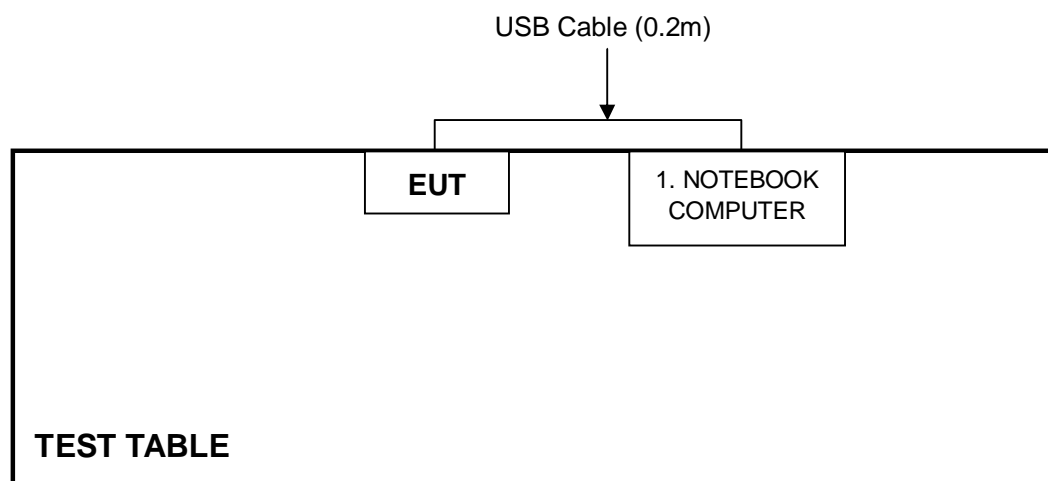 USB Cable (0.2m)
EUT
1. NOTEBOOK
COMPUTER
TEST TABLE